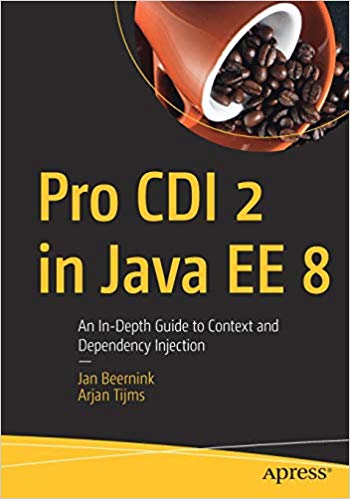 Pro CDI 2
in Java EE 8
An In-Depth Guide to Context and
Dependency Injection
—
Jan Beernink
Arjan Tijms
Apress®